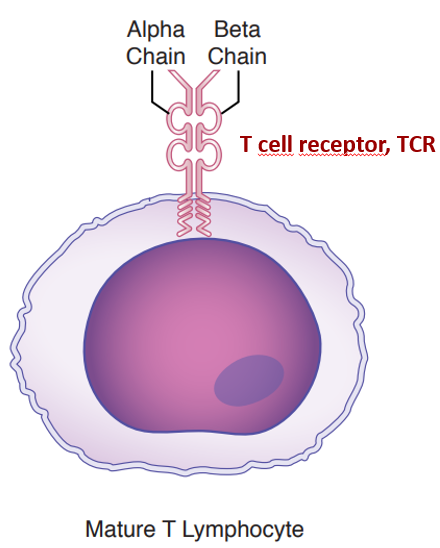 Alpha Beta
Chain Chain
T cell receptor, TCR
Mature T Lymphocyte